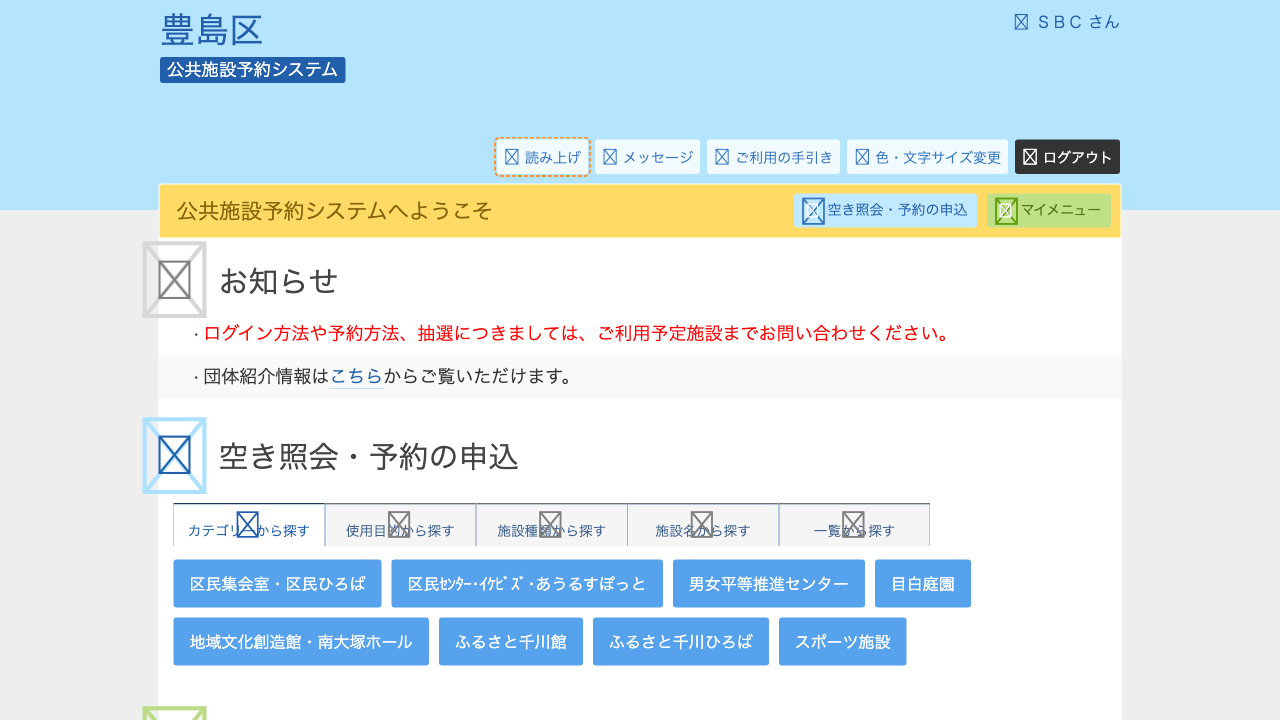 豊島区
ＳＢＣ さん
公共施設予約システム
読み上げ
メッセージ
ご利用の手引き
色・文字サイズ変更
ログアウト
公共施設予約システムへようこそ
空き照会・予約の申込
マイメニュー
お知らせ
・ログイン方法や予約方法、抽選につきましては、ご利用予定施設までお問い合わせください。
・団体紹介情報はこちらからご覧いただけます。
空き照会・予約の申込
カテゴリーから探す
使用目的から探す
施設種類から探す
施設名から探す
一覧から探す
区民集会室・区民ひろば
区民ｾﾝﾀｰ･ｲｹﾋﾞｽﾞ･あうるすぽっと
男女平等推進センター
目白庭園
地域文化創造館・南大塚ホール
ふるさと千川館
ふるさと千川ひろば
スポーツ施設